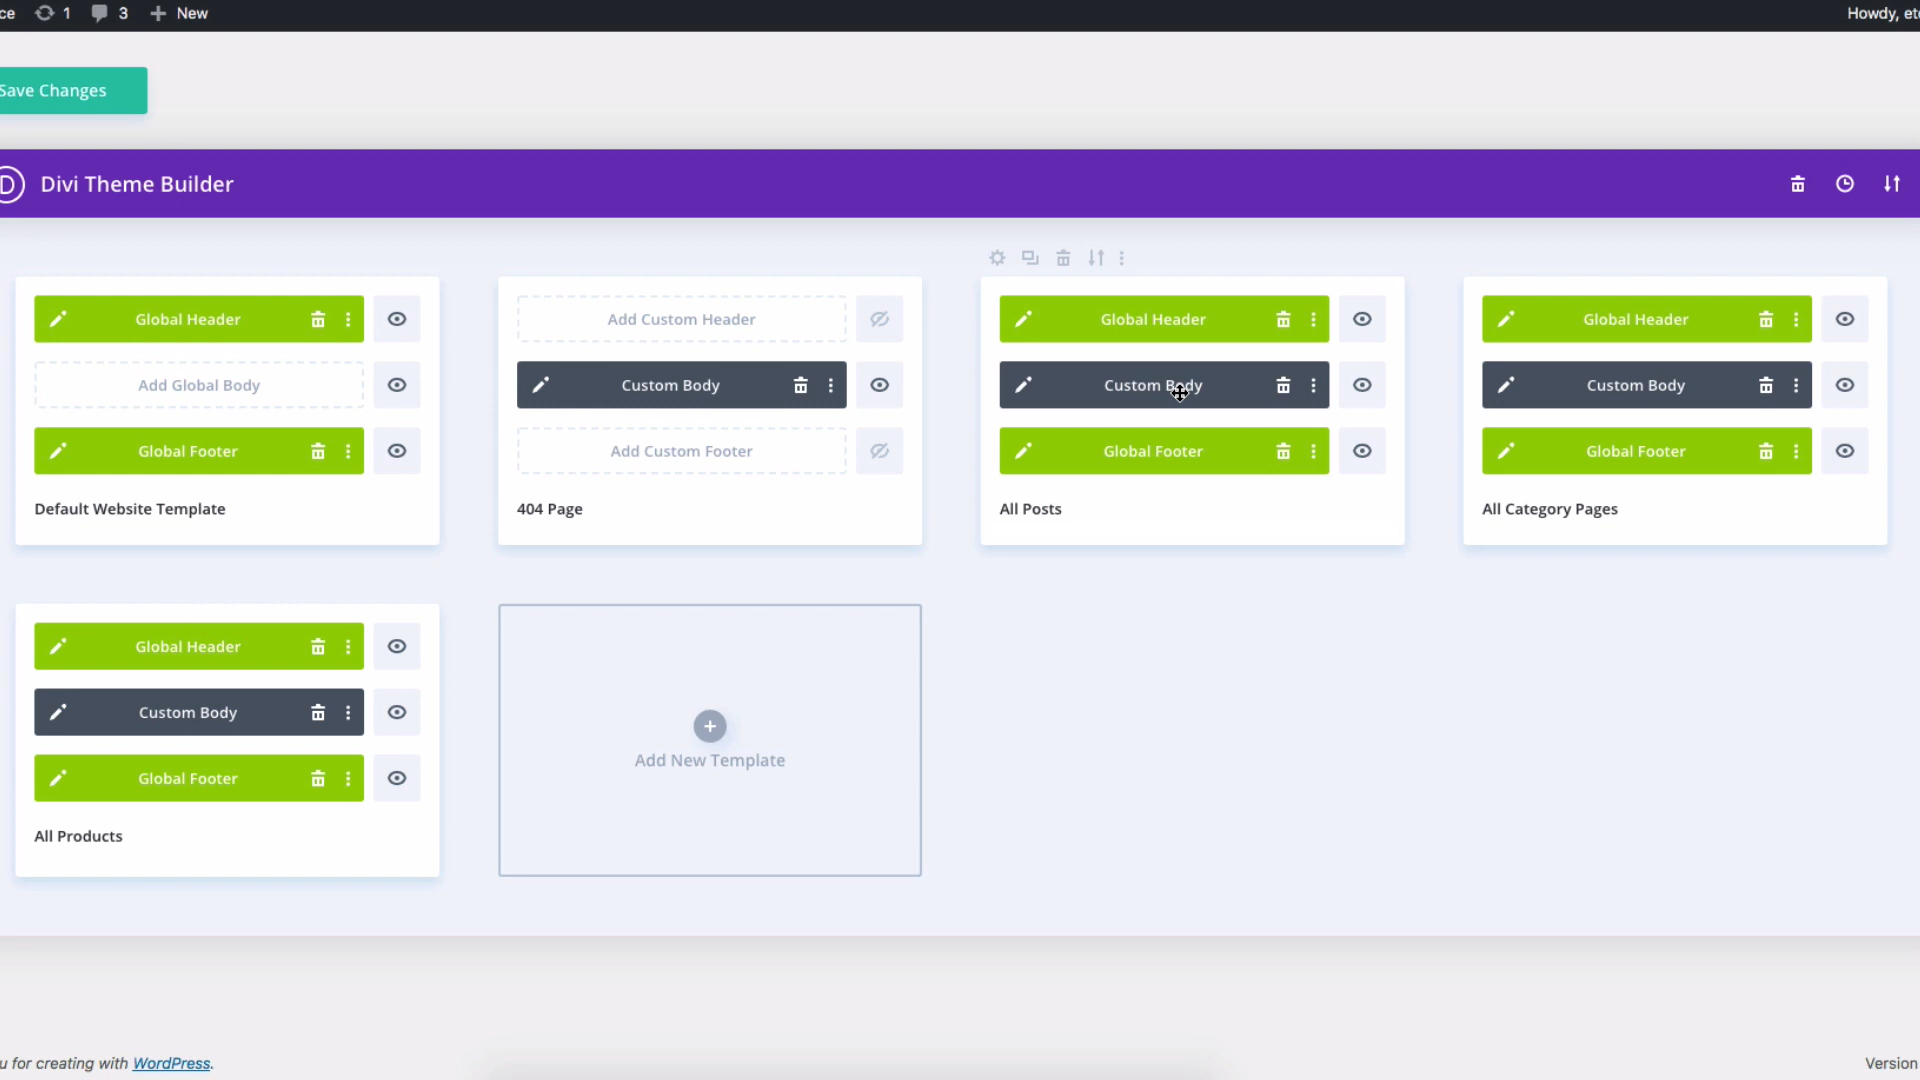 ce 1 3 New Howdy, et
Save Changes
Divi Theme Builder
Global Header
Add Global Body
Global Footer
Default Website Template
Add Custom Header
Custom Body
Add Custom Footer
404 Page
Global Header
Custom Body
Global Footer
All Posts
Global Header
Custom Body
Global Footer
All Category Pages
Global Header
Custom Body
Global Footer
All Products
Add New Template
u for creating with WordPress.
Version